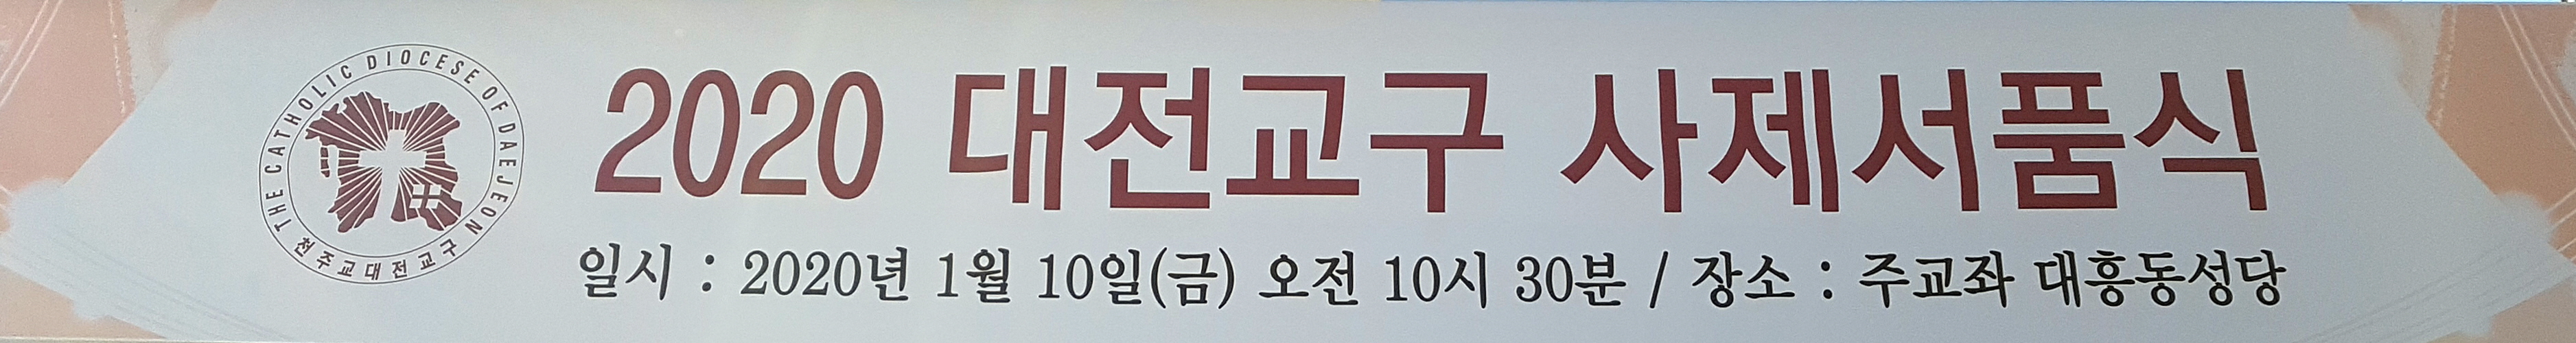 THE CATHOLIC DIOCESE OF DAEJEON
천주교대전교구
2020 대전교구 사제서품식
일시 : 2020년 1월 10일(금) 오전 10시 30분 / 장소 : 주교좌 대흥동성당